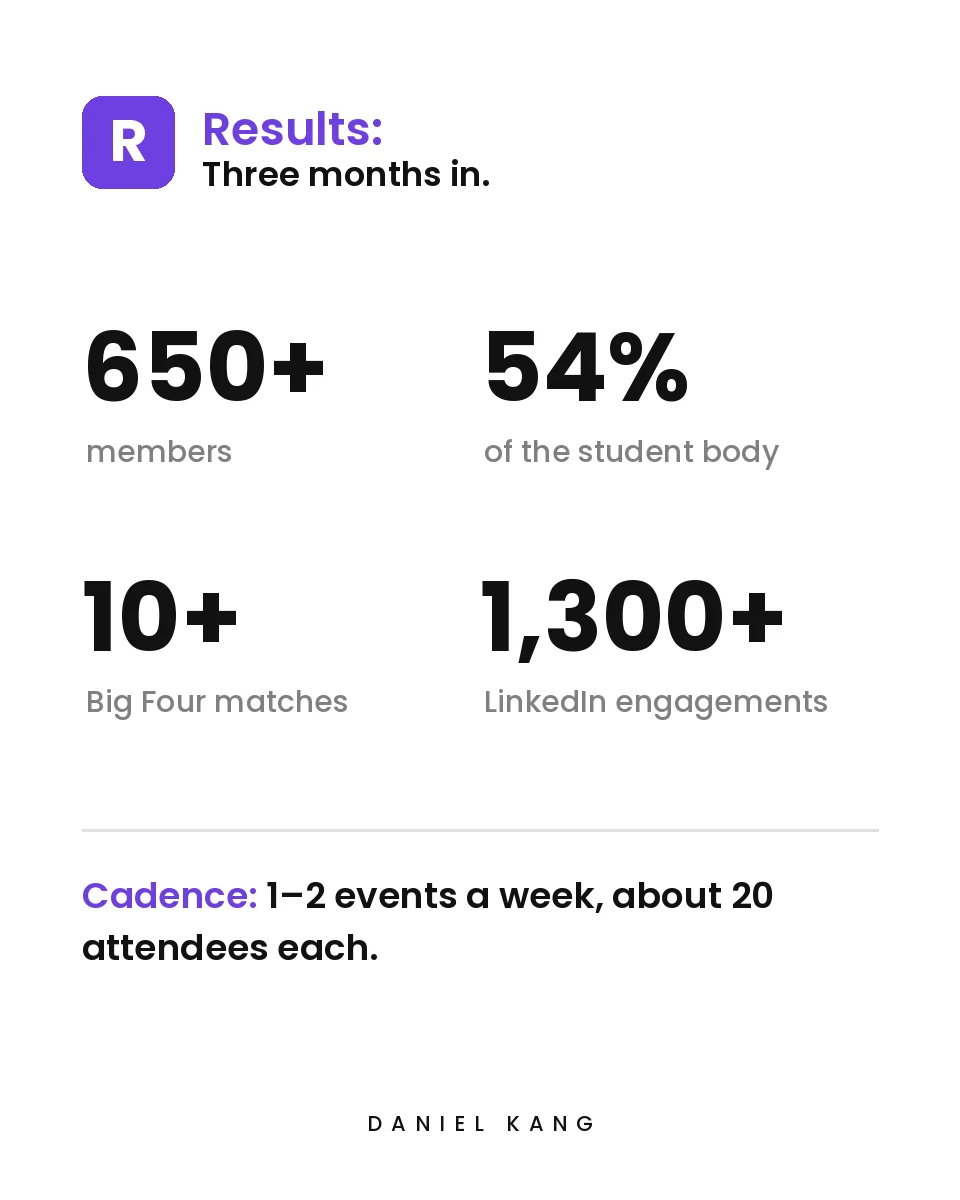 R
Results:
Three months in.
650+
members
54%
of the student body
10+
Big Four matches
1,300+
LinkedIn engagements
Cadence: 1–2 events a week, about 20
attendees each.
DANIEL KANG